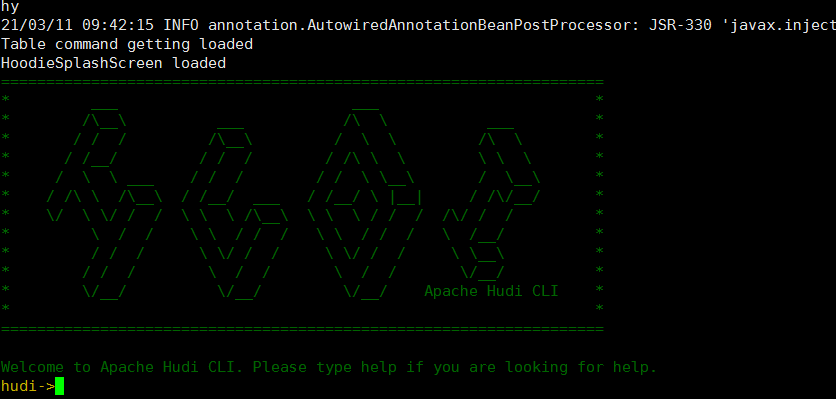 hy
21/03/11 09:42:15 INFO annotation.AutowiredAnnotationBeanPostProcessor: JSR-330 'javax.inject
Table command getting loaded
HoodieSplashScreen loaded
Apache Hudi CLI
Welcome to Apache Hudi CLI. Please type help if you are looking for help.
hudi->